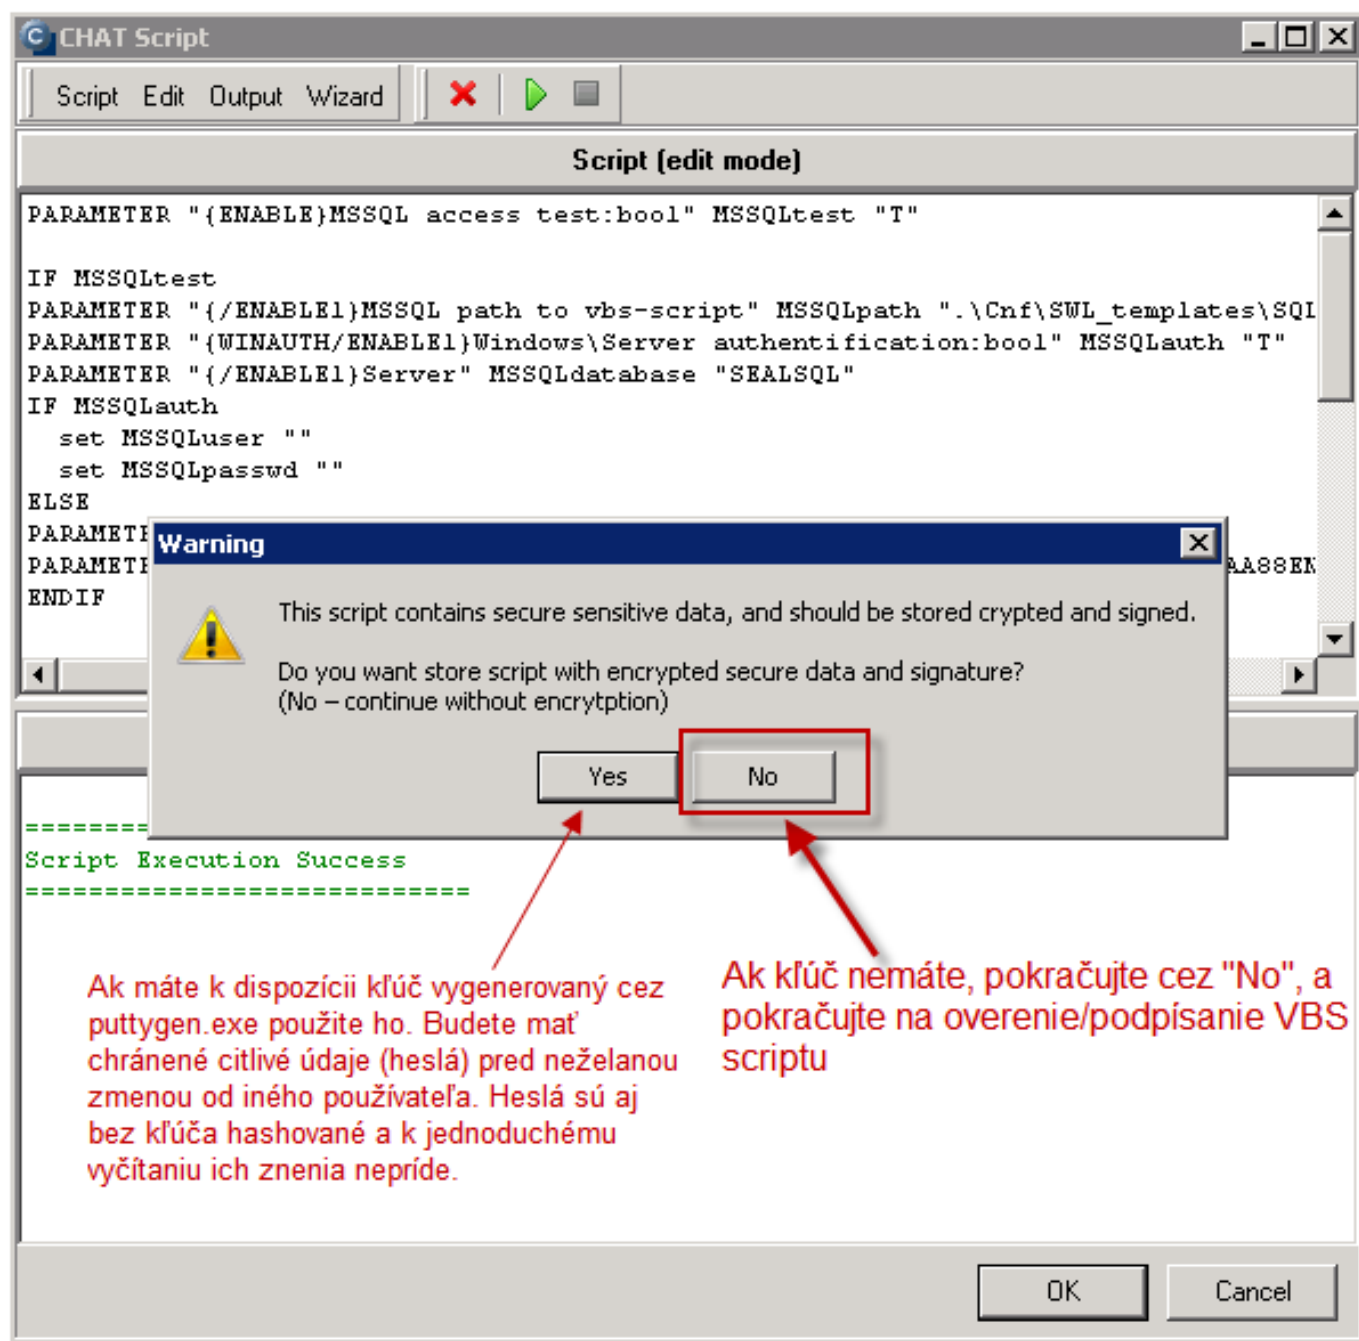 CHAT Script
Script Edit Output Wizard
Script (edit mode)
PARAMETER "{ENABLE}MSSQL access test:bool" MSSQLtest "T"
IF MSSQLtest
PARAMETER "{/ENABLE1}MSSQL path to vbs-script" MSSQLpath ".\Cnf\SWL_templates\SQL
PARAMETER "{WINAUTH/ENABLE1}Windows\Server authentification:bool" MSSQLauth "T"
PARAMETER "{/ENABLE1}Server" MSSQLdatabase "SEALSQL"
IF MSSQLauth
set MSSQLuser ""
set MSSQLpasswd ""
ELSE
PARAMETE
PARAMETE AA88EN
ENDIF
Warning
This script contains secure sensitive data, and should be stored crypted and signed.
Do you want store script with encrypted secure data and signature?
(No – continue without encrytption)
Yes No
===========
Script Execution Success
============================
Ak máte k dispozícii kľúč vygenerovaný cez
puttygen.exe použite ho. Budete mať
chránené citlivé údaje (heslá) pred neželanou
zmenou od iného používateľa. Heslá sú aj
bez kľúča hashované a k jednoduchému
vyčítaniu ich znenia nepríde.
Ak kľúč nemáte, pokračujte cez "No", a
pokračujte na overenie/podpísanie VBS
scriptu
OK Cancel